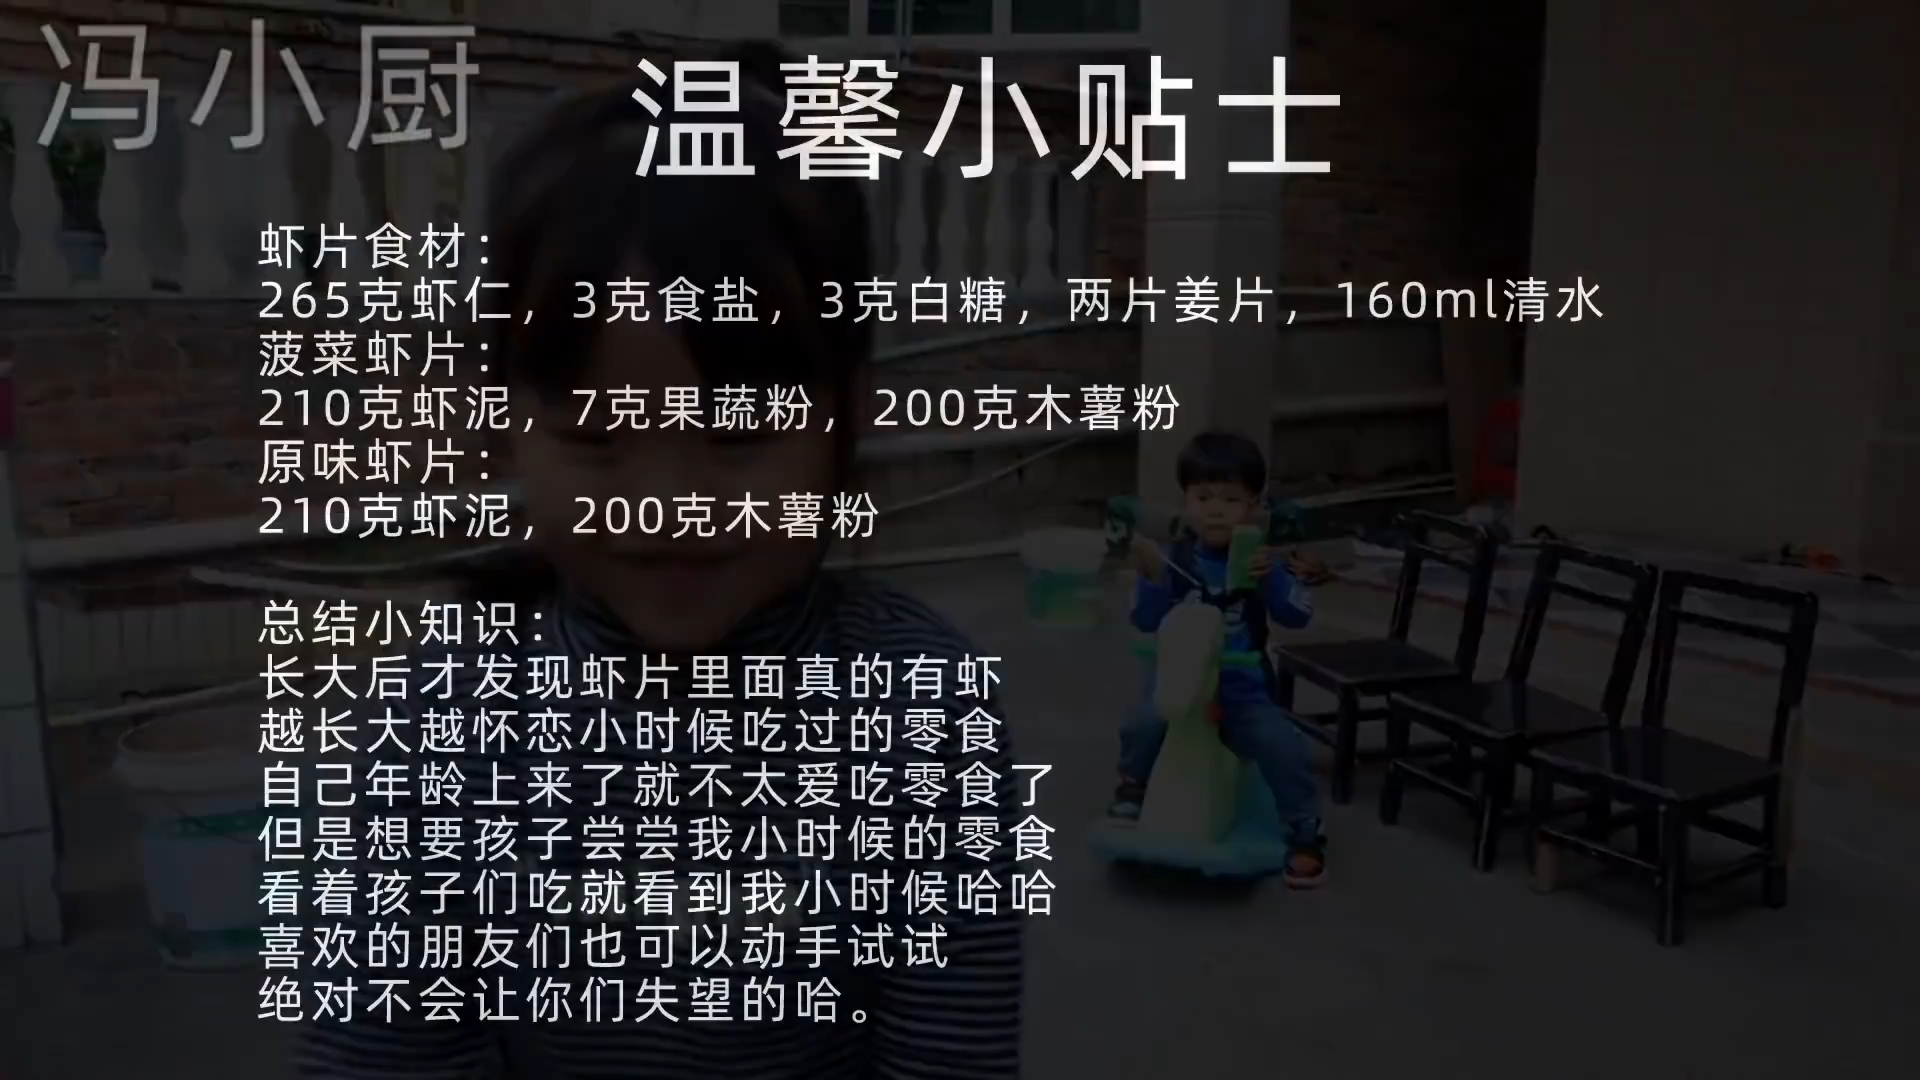 冯小厨
温馨小贴士
虾片食材：
265克虾仁，3克食盐，3克白糖，两片姜片，160ml清水
菠菜虾片：
210克虾泥，7克果蔬粉，200克木薯粉
原味虾片：
210克虾泥，200克木薯粉
总结小知识：
长大后才发现虾片里面真的有虾
越长大越怀恋小时候吃过的零食
自己年龄上来了就不太爱吃零食了
但是想要孩子尝尝我小时候的零食
看着孩子们吃就看到我小时候哈哈
喜欢的朋友们也可以动手试试
绝对不会让你们失望的哈。